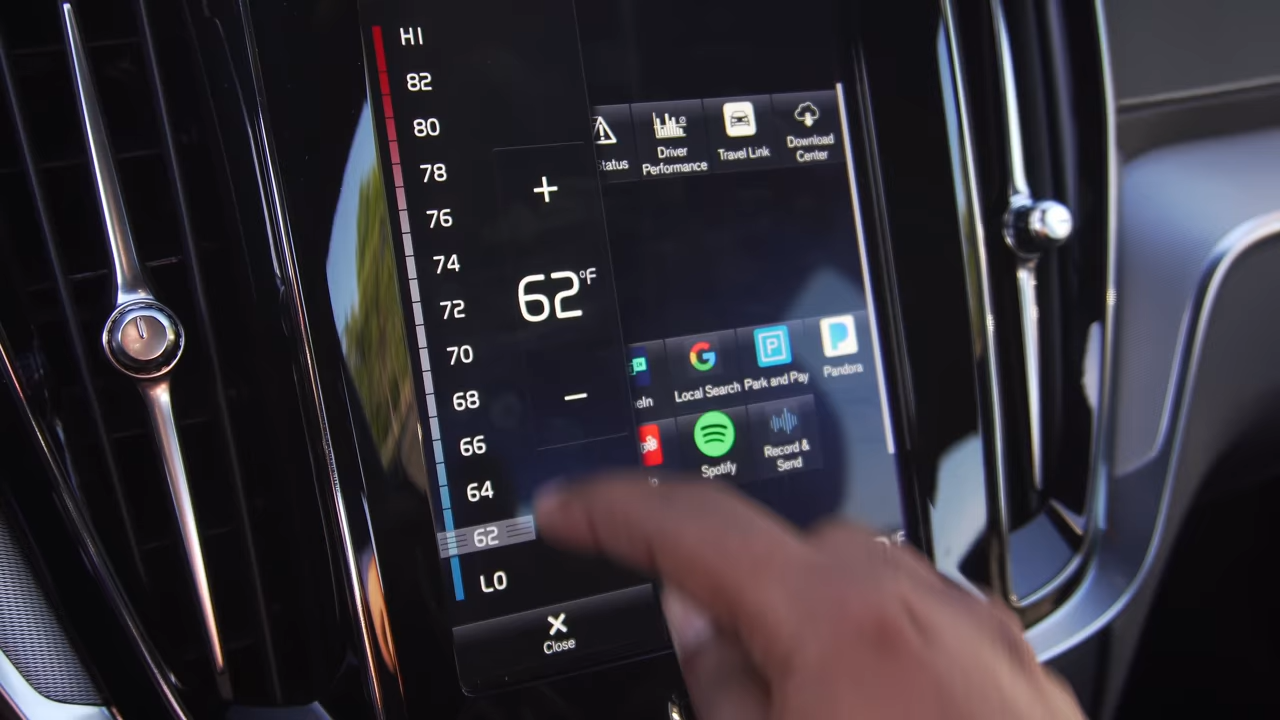 HI
82
80
78
76
74
72
70
68
66
64
62
LO
+
62°F
−
Close
Status
Driver
Performance
Travel Link
Download
Center
Local Search
Park and Pay
P
Pandora
Spotify
Record &
Send
°F